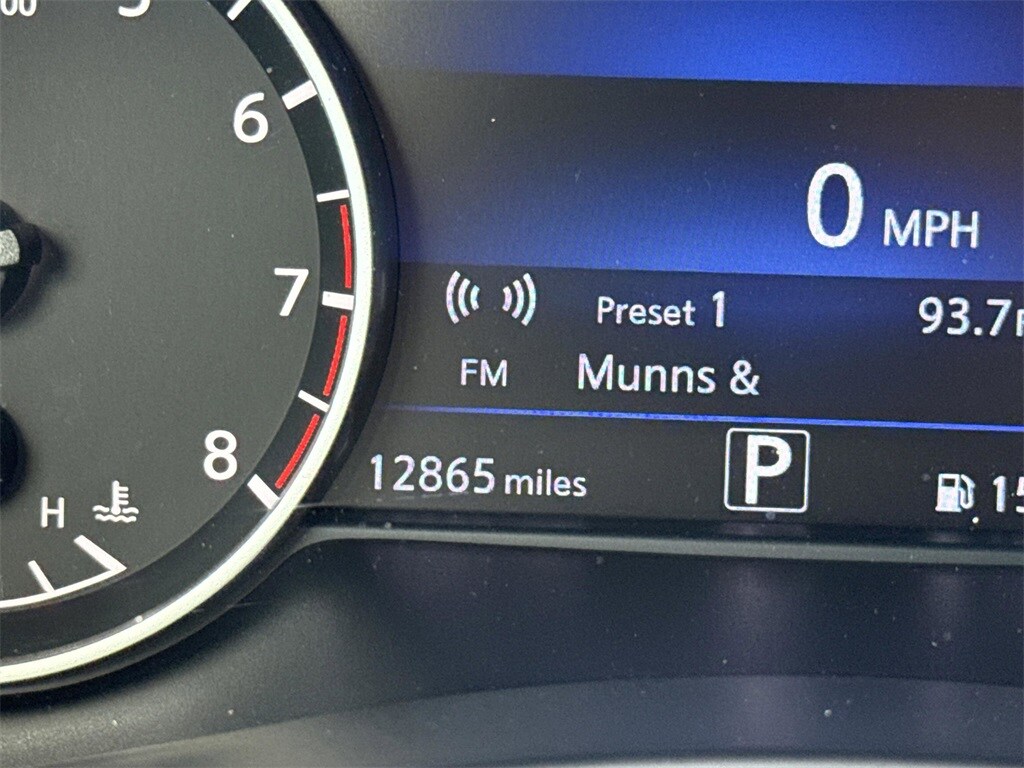 6
7
8
H
0 MPH
Preset 1
93.7
FM
Munns &
12865 miles
P